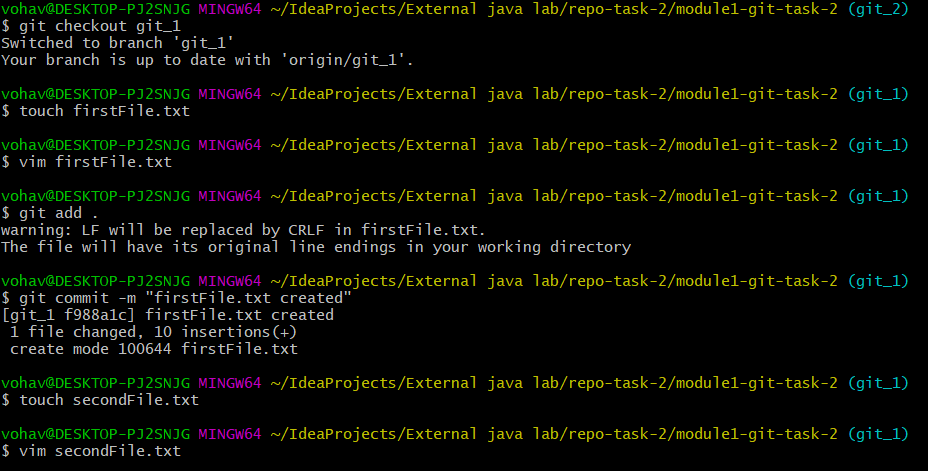 vohav@DESKTOP-PJ2SNJG MINGW64 ~/IdeaProjects/External java lab/repo-task-2/module1-git-task-2 (git_2)
$ git checkout git_1
Switched to branch 'git_1'
Your branch is up to date with 'origin/git_1'.
vohav@DESKTOP-PJ2SNJG MINGW64 ~/IdeaProjects/External java lab/repo-task-2/module1-git-task-2 (git_1)
$ touch firstFile.txt
vohav@DESKTOP-PJ2SNJG MINGW64 ~/IdeaProjects/External java lab/repo-task-2/module1-git-task-2 (git_1)
$ vim firstFile.txt
vohav@DESKTOP-PJ2SNJG MINGW64 ~/IdeaProjects/External java lab/repo-task-2/module1-git-task-2 (git_1)
$ git add .
warning: LF will be replaced by CRLF in firstFile.txt.
The file will have its original line endings in your working directory
vohav@DESKTOP-PJ2SNJG MINGW64 ~/IdeaProjects/External java lab/repo-task-2/module1-git-task-2 (git_1)
$ git commit -m "firstFile.txt created"
[git_1 f988a1c] firstFile.txt created
 1 file changed, 10 insertions(+)
 create mode 100644 firstFile.txt
vohav@DESKTOP-PJ2SNJG MINGW64 ~/IdeaProjects/External java lab/repo-task-2/module1-git-task-2 (git_1)
$ touch secondFile.txt
vohav@DESKTOP-PJ2SNJG MINGW64 ~/IdeaProjects/External java lab/repo-task-2/module1-git-task-2 (git_1)
$ vim secondFile.txt